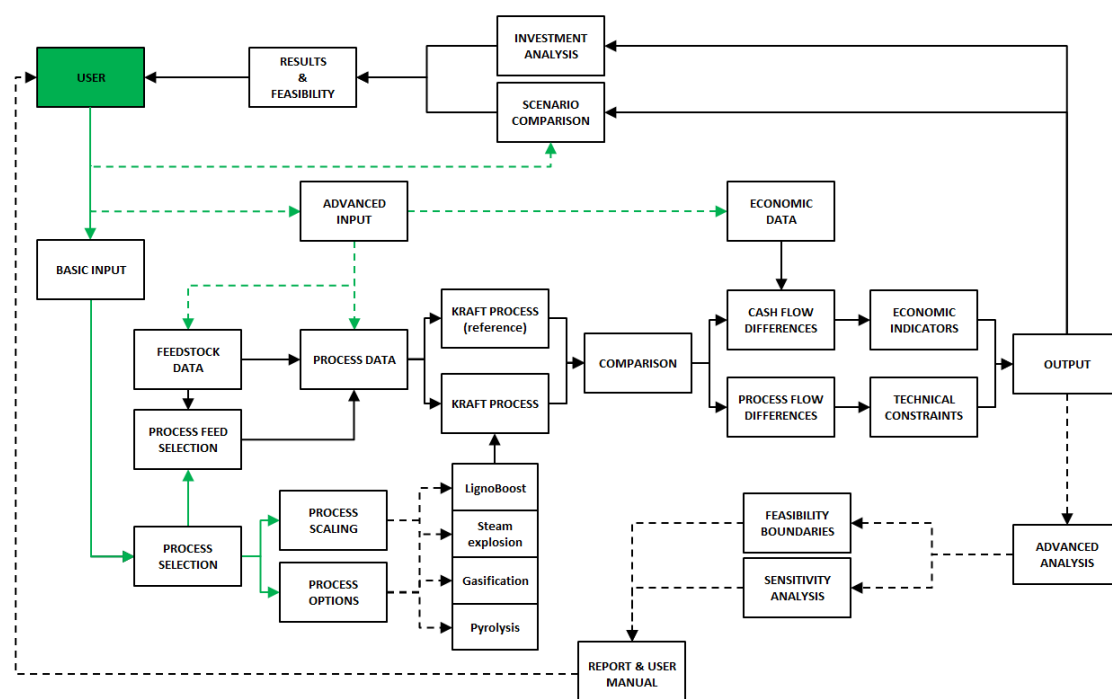 INVESTMENT
ANALYSIS
USER
RESULTS
&
FEASIBILITY
SCENARIO
COMPARISON
ADVANCED
INPUT
ECONOMIC
DATA
BASIC INPUT
KRAFT PROCESS
(reference)
CASH FLOW
DIFFERENCES
ECONOMIC
INDICATORS
FEEDSTOCK
DATA
PROCESS DATA
COMPARISON
OUTPUT
KRAFT PROCESS
PROCESS FLOW
DIFFERENCES
TECHNICAL
CONSTRAINTS
PROCESS FEED
SELECTION
LignoBoost
PROCESS
SCALING
Steam
explosion
FEASIBILITY
BOUNDARIES
PROCESS
SELECTION
ADVANCED
ANALYSIS
PROCESS
OPTIONS
Gasification
SENSITIVITY
ANALYSIS
Pyrolysis
REPORT & USER
MANUAL